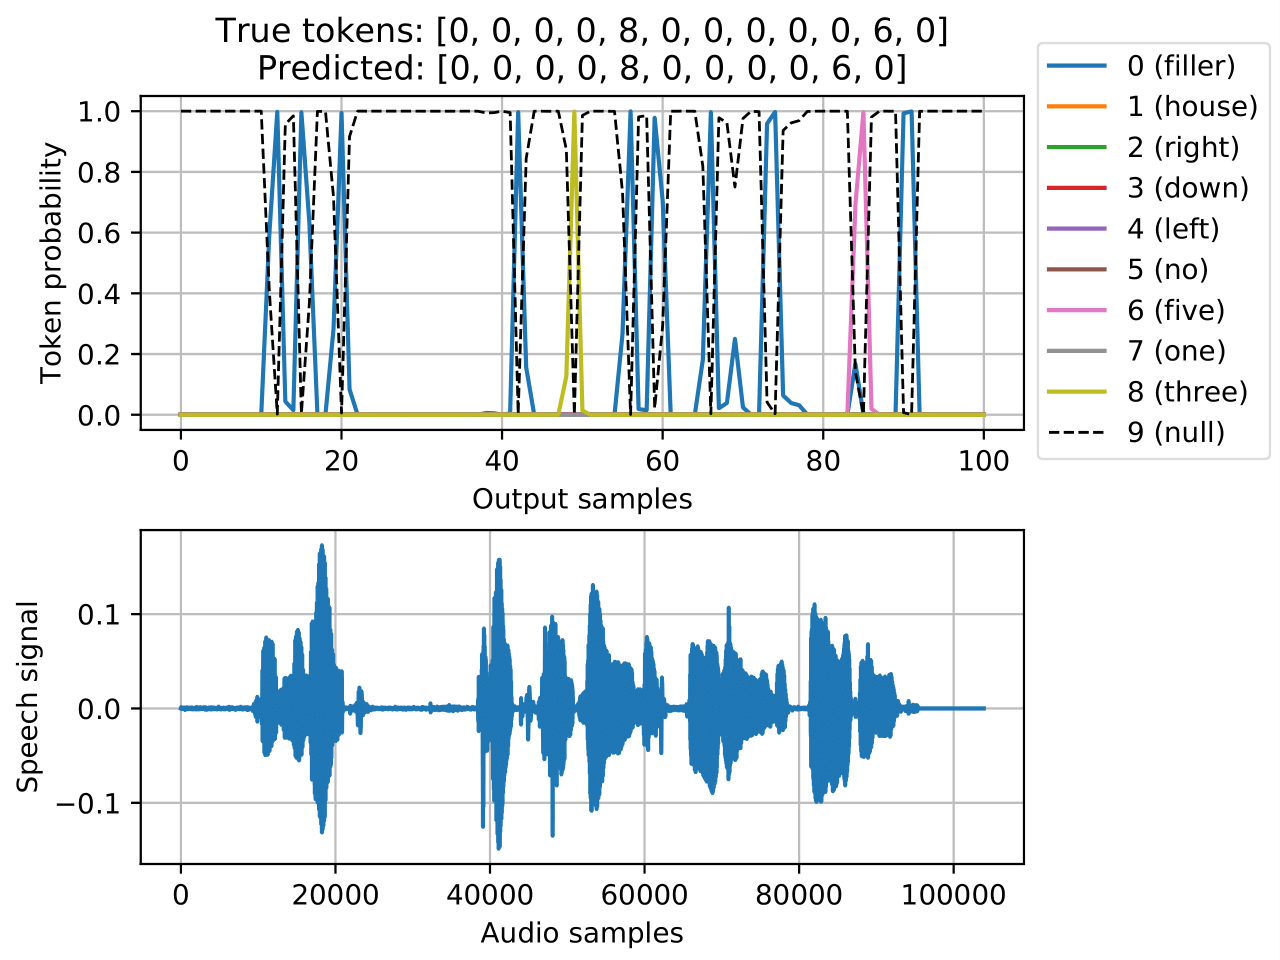 True tokens: [0, 0, 0, 0, 8, 0, 0, 0, 0, 0, 6, 0]
Predicted: [0, 0, 0, 0, 8, 0, 0, 0, 0, 6, 0]
1.0
0.8
0.6
0.4
0.2
0.0
Token probability
0 20 40 60 80 100
Output samples
0 (filler)
1 (house)
2 (right)
3 (down)
4 (left)
5 (no)
6 (five)
7 (one)
8 (three)
9 (null)
0.1
0.0
−0.1
Speech signal
0 20000 40000 60000 80000 100000
Audio samples